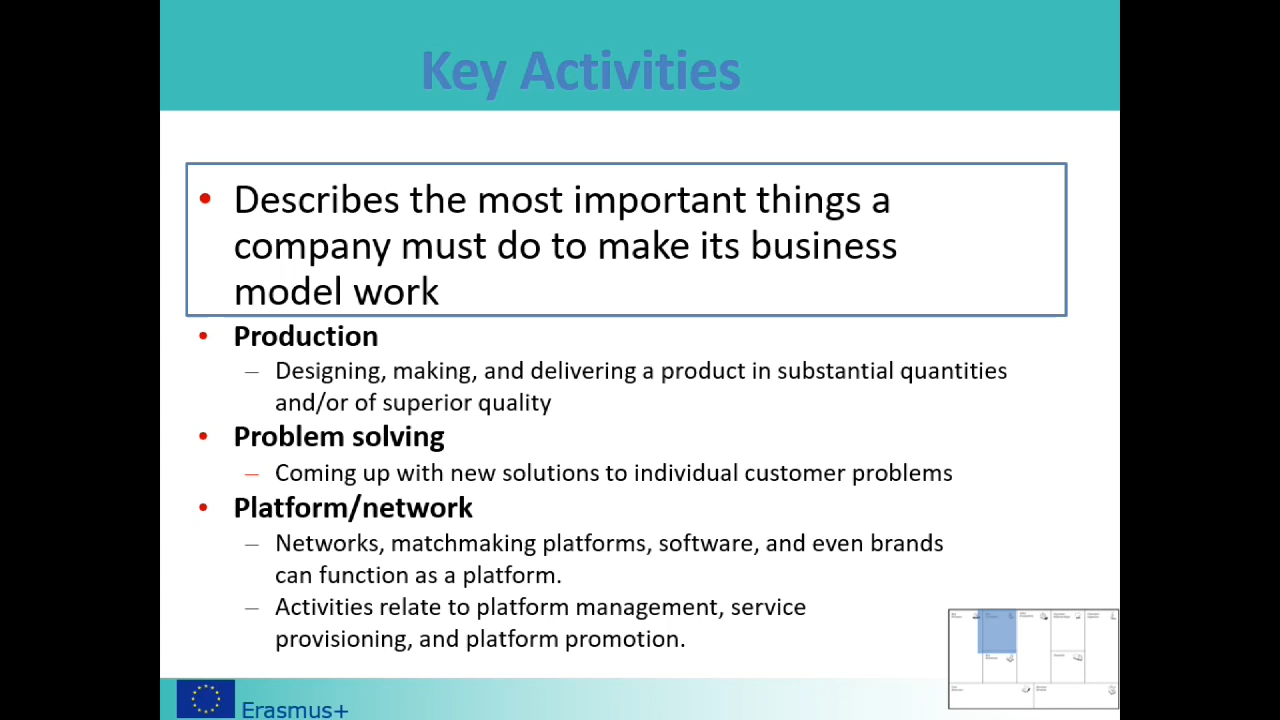 Key Activities
• Describes the most important things a
company must do to make its business
model work
• Production
– Designing, making, and delivering a product in substantial quantities
and/or of superior quality
• Problem solving
– Coming up with new solutions to individual customer problems
• Platform/network
– Networks, matchmaking platforms, software, and even brands
can function as a platform.
– Activities relate to platform management, service
provisioning, and platform promotion.
Erasmus+